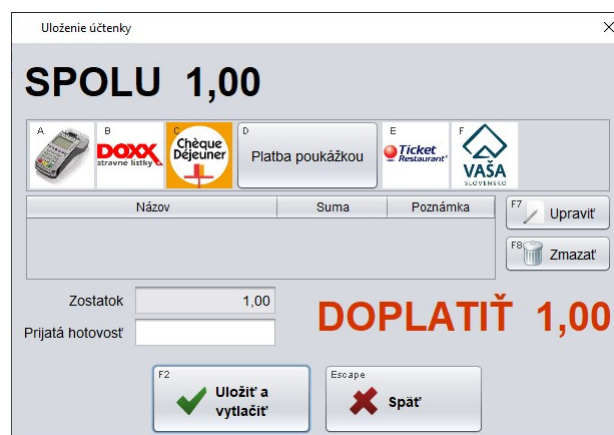 Uloženie účtenky
SPOLU 1,00
A
B
DOXX
stravne lístky
C
Chèque
Déjeuner
D
Platba poukážkou
E
Ticket
Restaurant
F
VAŠA
SLOVENSKO
Názov Suma Poznámka
F7
Upraviť
F8
Zmazať
Zostatok 1,00
Prijatá hotovosť
DOPLATIŤ 1,00
F2
Uložiť a
vytlačiť
Escape
Späť